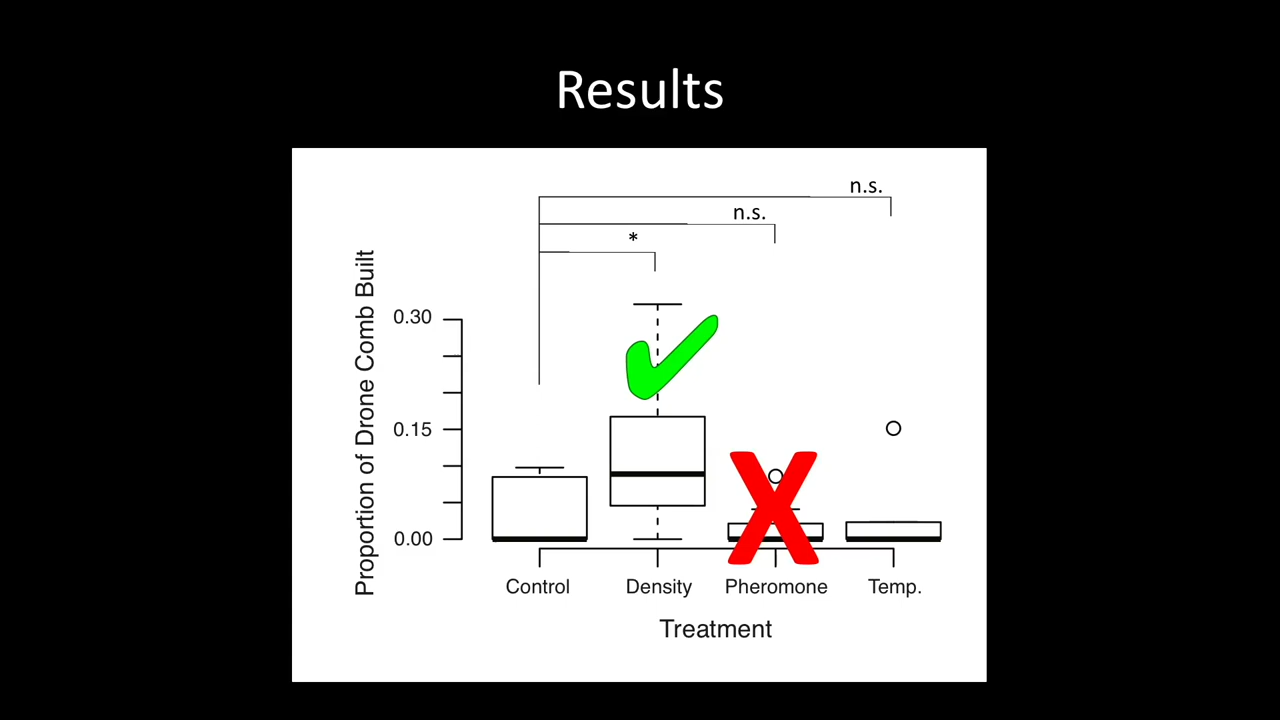 Results
n.s.
n.s.
*
Proportion of Drone Comb Built
0.30
0.15
0.00
Control Density Pheromone Temp.
Treatment